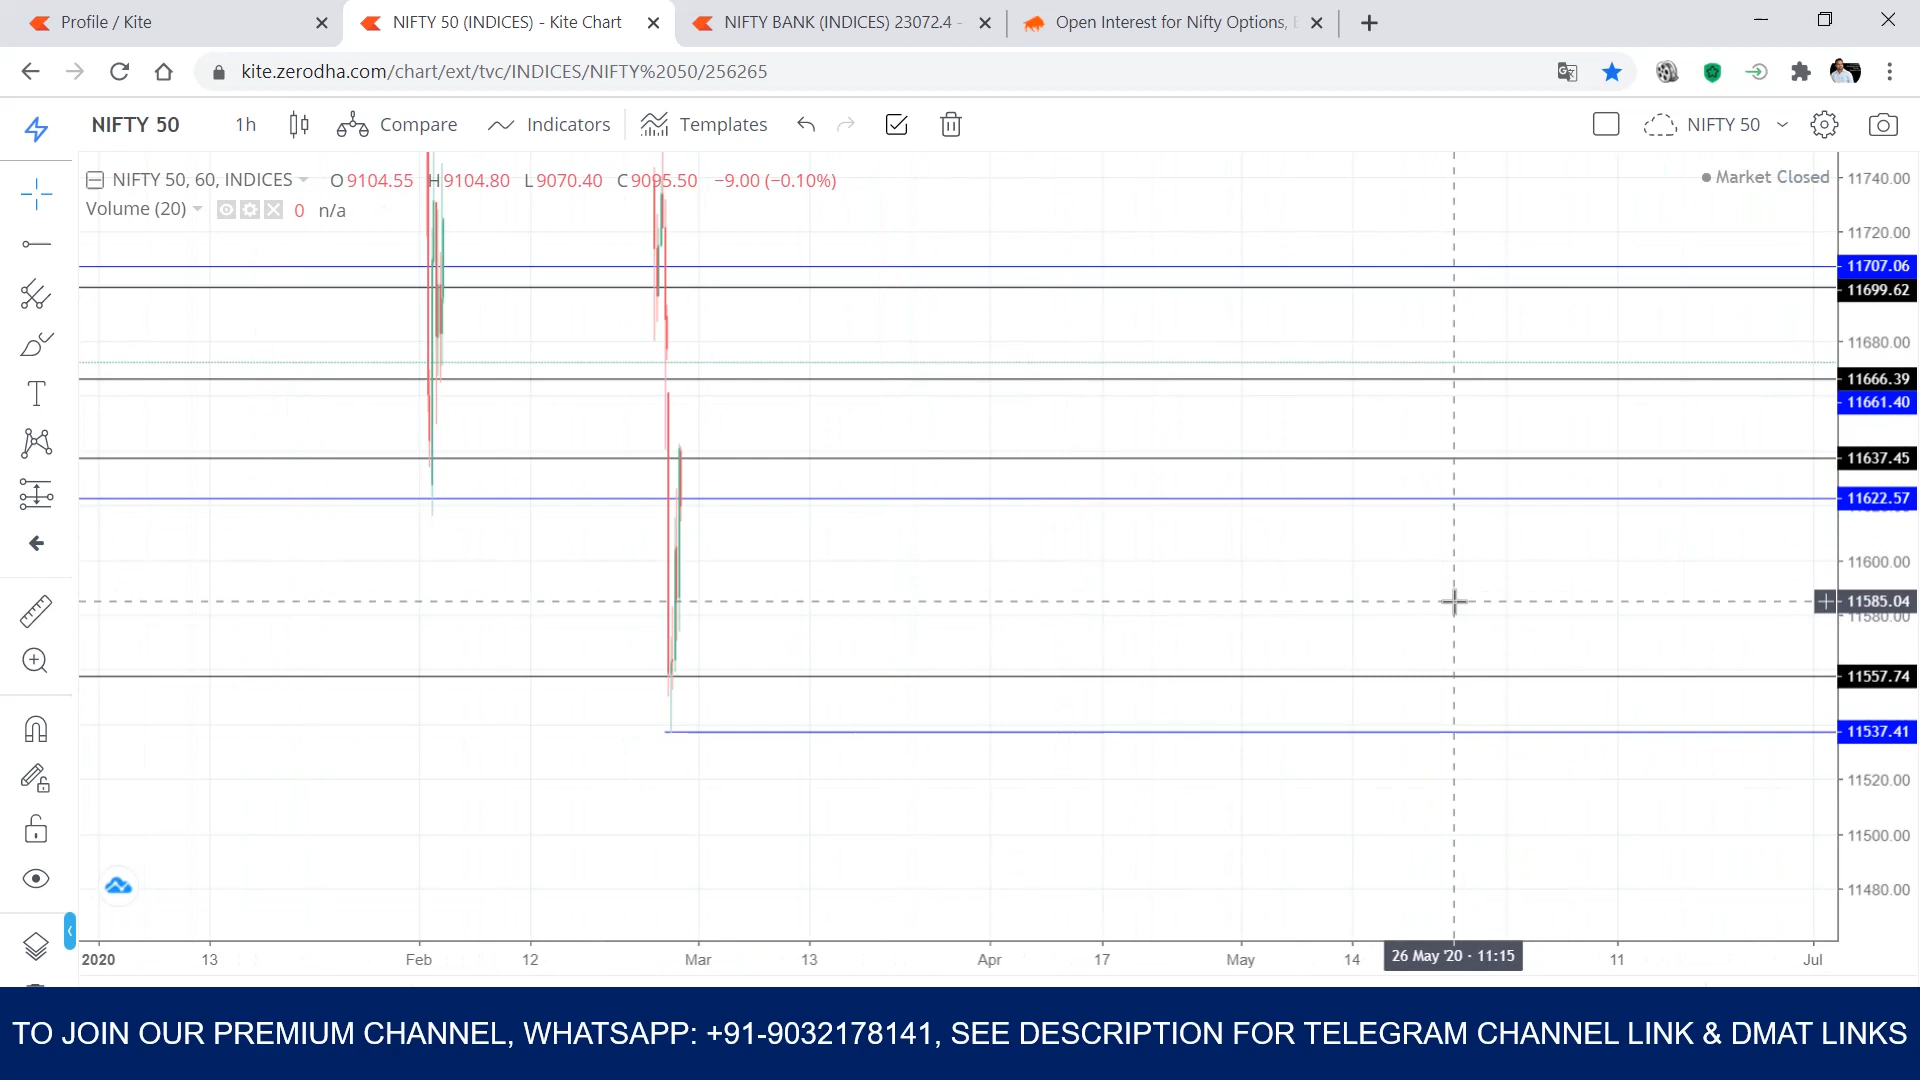 Profile / Kite
NIFTY 50 (INDICES) - Kite Chart
NIFTY BANK (INDICES) 23072.4 -
Open Interest for Nifty Options,
kite.zerodha.com/chart/ext/tvc/INDICES/NIFTY%2050/256265
NIFTY 50
1h
Compare
Indicators
Templates
NIFTY 50
NIFTY 50, 60, INDICES
O 9104.55 H 9104.80 L 9070.40 C 9095.50 −9.00 (−0.10%)
Market Closed
Volume (20)
0 n/a
11740.00
11720.00
11707.06
11699.62
11680.00
11666.39
11661.40
11637.45
11622.57
11600.00
11585.04
11580.00
11557.74
11537.41
11520.00
11500.00
11480.00
2020 13 Feb 12 Mar 13 Apr 17 May 14 26 May '20 · 11:15 11 Jul
TO JOIN OUR PREMIUM CHANNEL, WHATSAPP: +91-9032178141, SEE DESCRIPTION FOR TELEGRAM CHANNEL LINK & DMAT LINKS